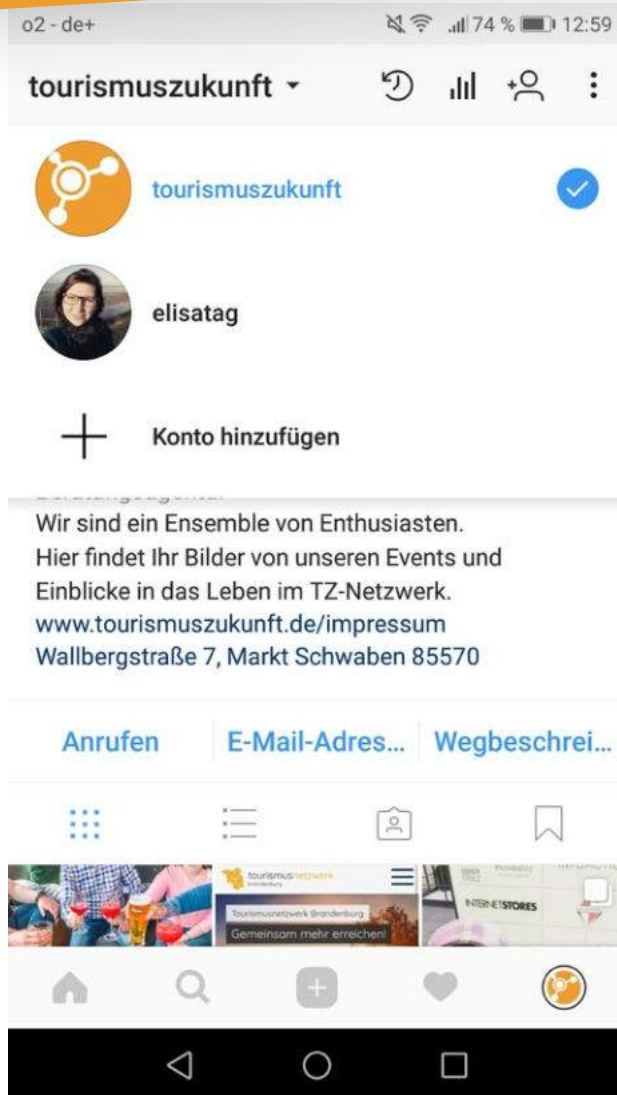 o2 - de+ 74 % 12:59
tourismuszukunft
tourismuszukunft
elisatag
Konto hinzufügen
Wir sind ein Ensemble von Enthusiasten.
Hier findet Ihr Bilder von unseren Events und
Einblicke in das Leben im TZ-Netzwerk.
www.tourismuszukunft.de/impressum
Wallbergstraße 7, Markt Schwaben 85570
Anrufen E-Mail-Adres... Wegbeschrei...
tourismusnetzwerk
brandenburg
Tourismusnetzwerk Brandenburg
Gemeinsam mehr erreichen!
INTERNETSTORES